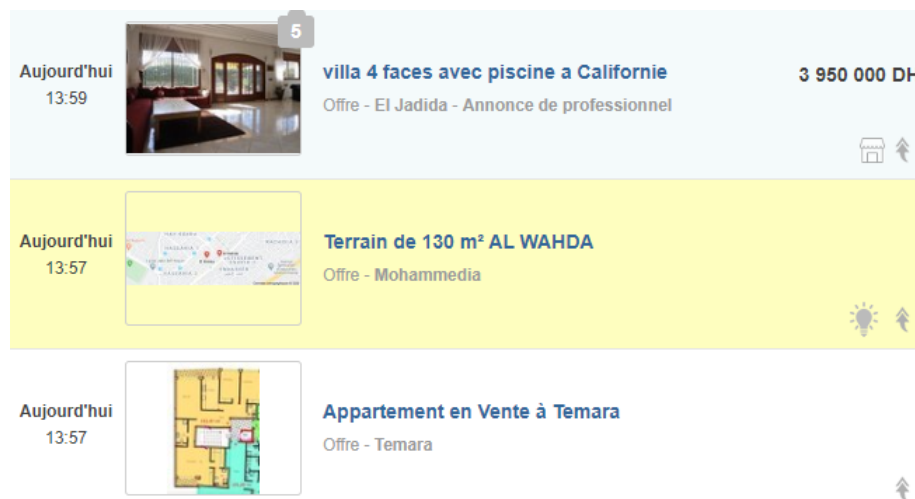 5
Aujourd'hui
13:59
villa 4 faces avec piscine a Californie
3 950 000 DH
Offre - El Jadida - Annonce de professionnel
Aujourd'hui
13:57
Terrain de 130 m² AL WAHDA
Offre - Mohammedia
Aujourd'hui
13:57
Appartement en Vente à Temara
Offre - Temara